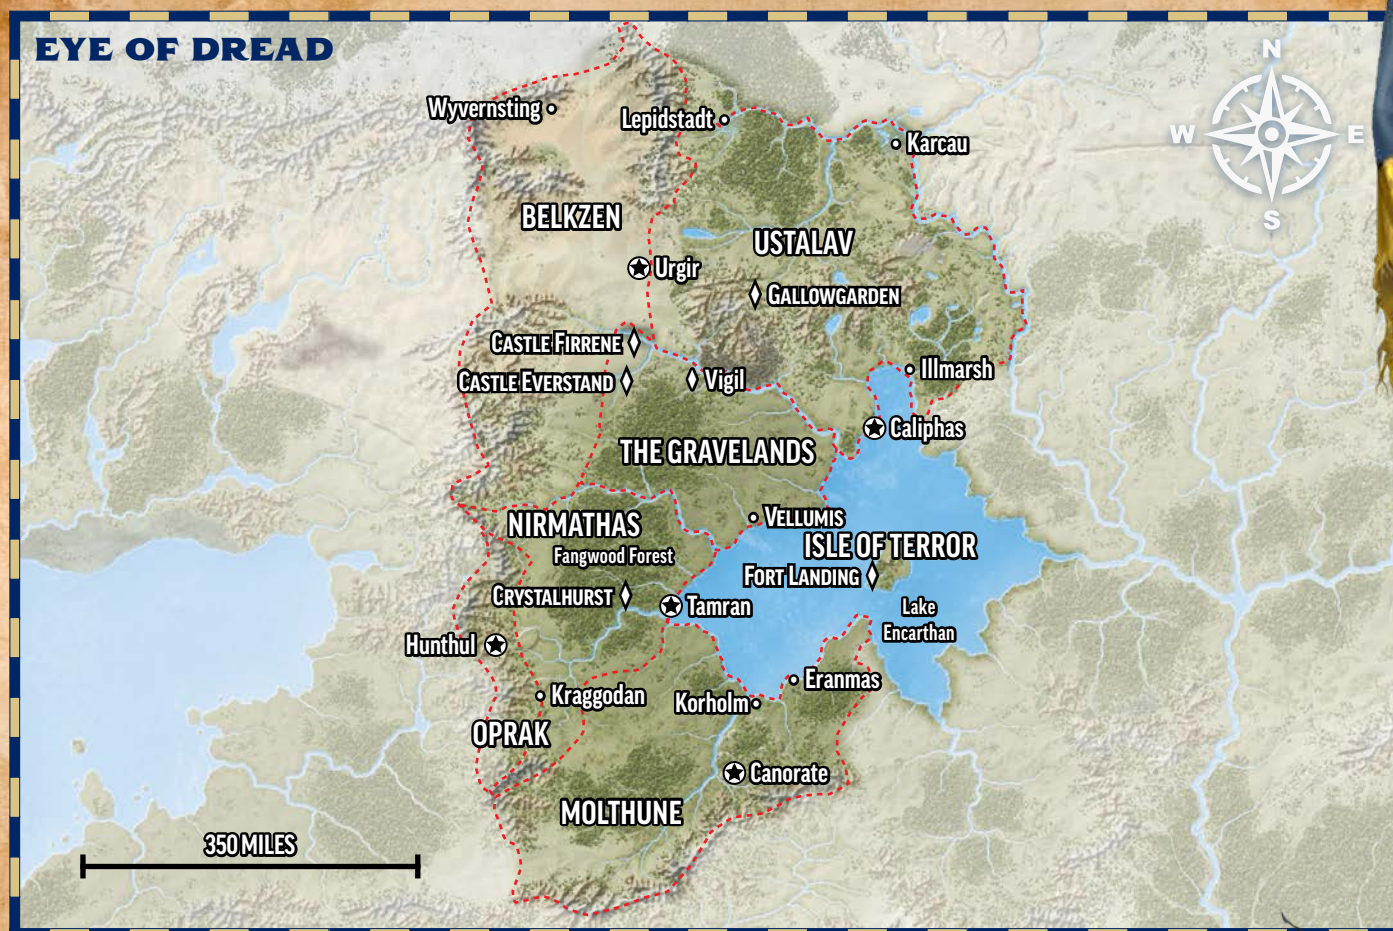 EYE OF DREAD
N
W
E
S
Wyvernsting
Lepidstadt
Karcau
BELKZEN
USTALAV
Urgir
GALLOWGARDEN
CASTLE FIRRENE
CASTLE EVERSTAND
Vigil
Illmarsh
Caliphas
THE GRAVELANDS
VELLUMIS
NIRMATHAS
ISLE OF TERROR
Fangwood Forest
FORT LANDING
CRYSTALHURST
Tamran
Lake
Encarthan
Hunthul
Kraggodan
Eranmas
Korholm
OPRAK
Canorate
MOLTHUNE
350 MILES